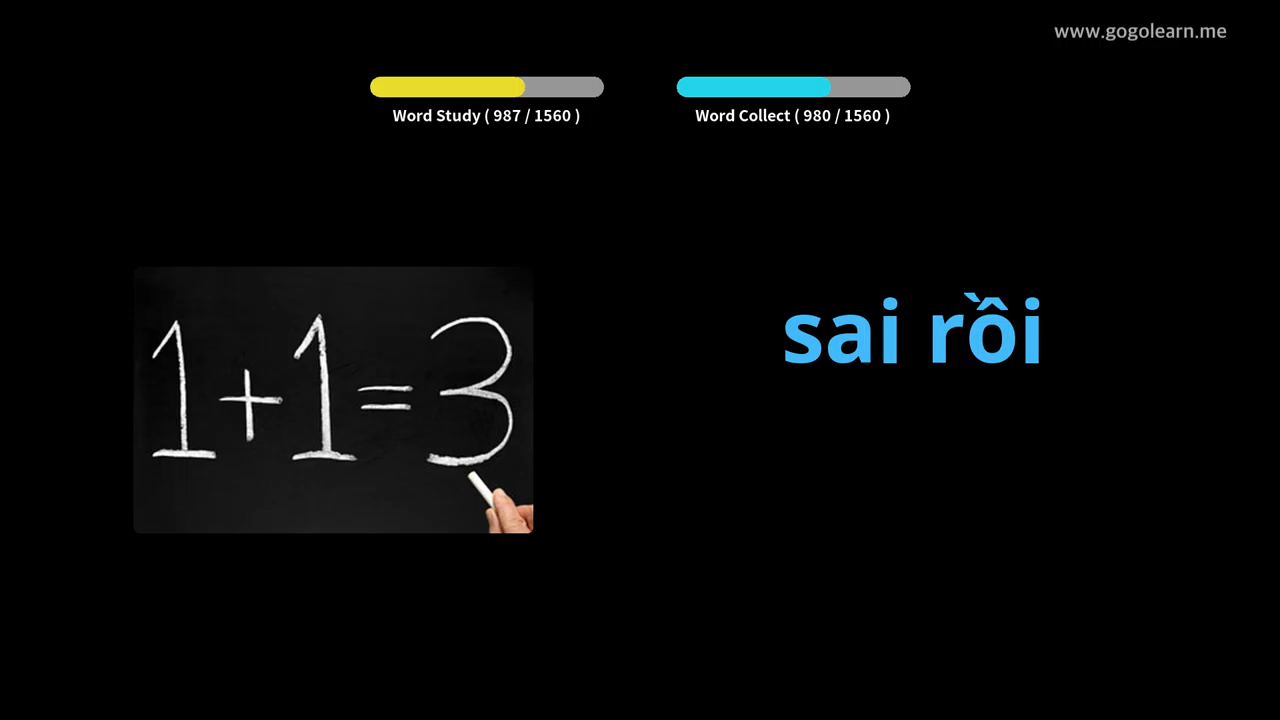 www.gogolearn.me
Word Study ( 987 / 1560 )
Word Collect ( 980 / 1560 )
1+1=3
sai rồi